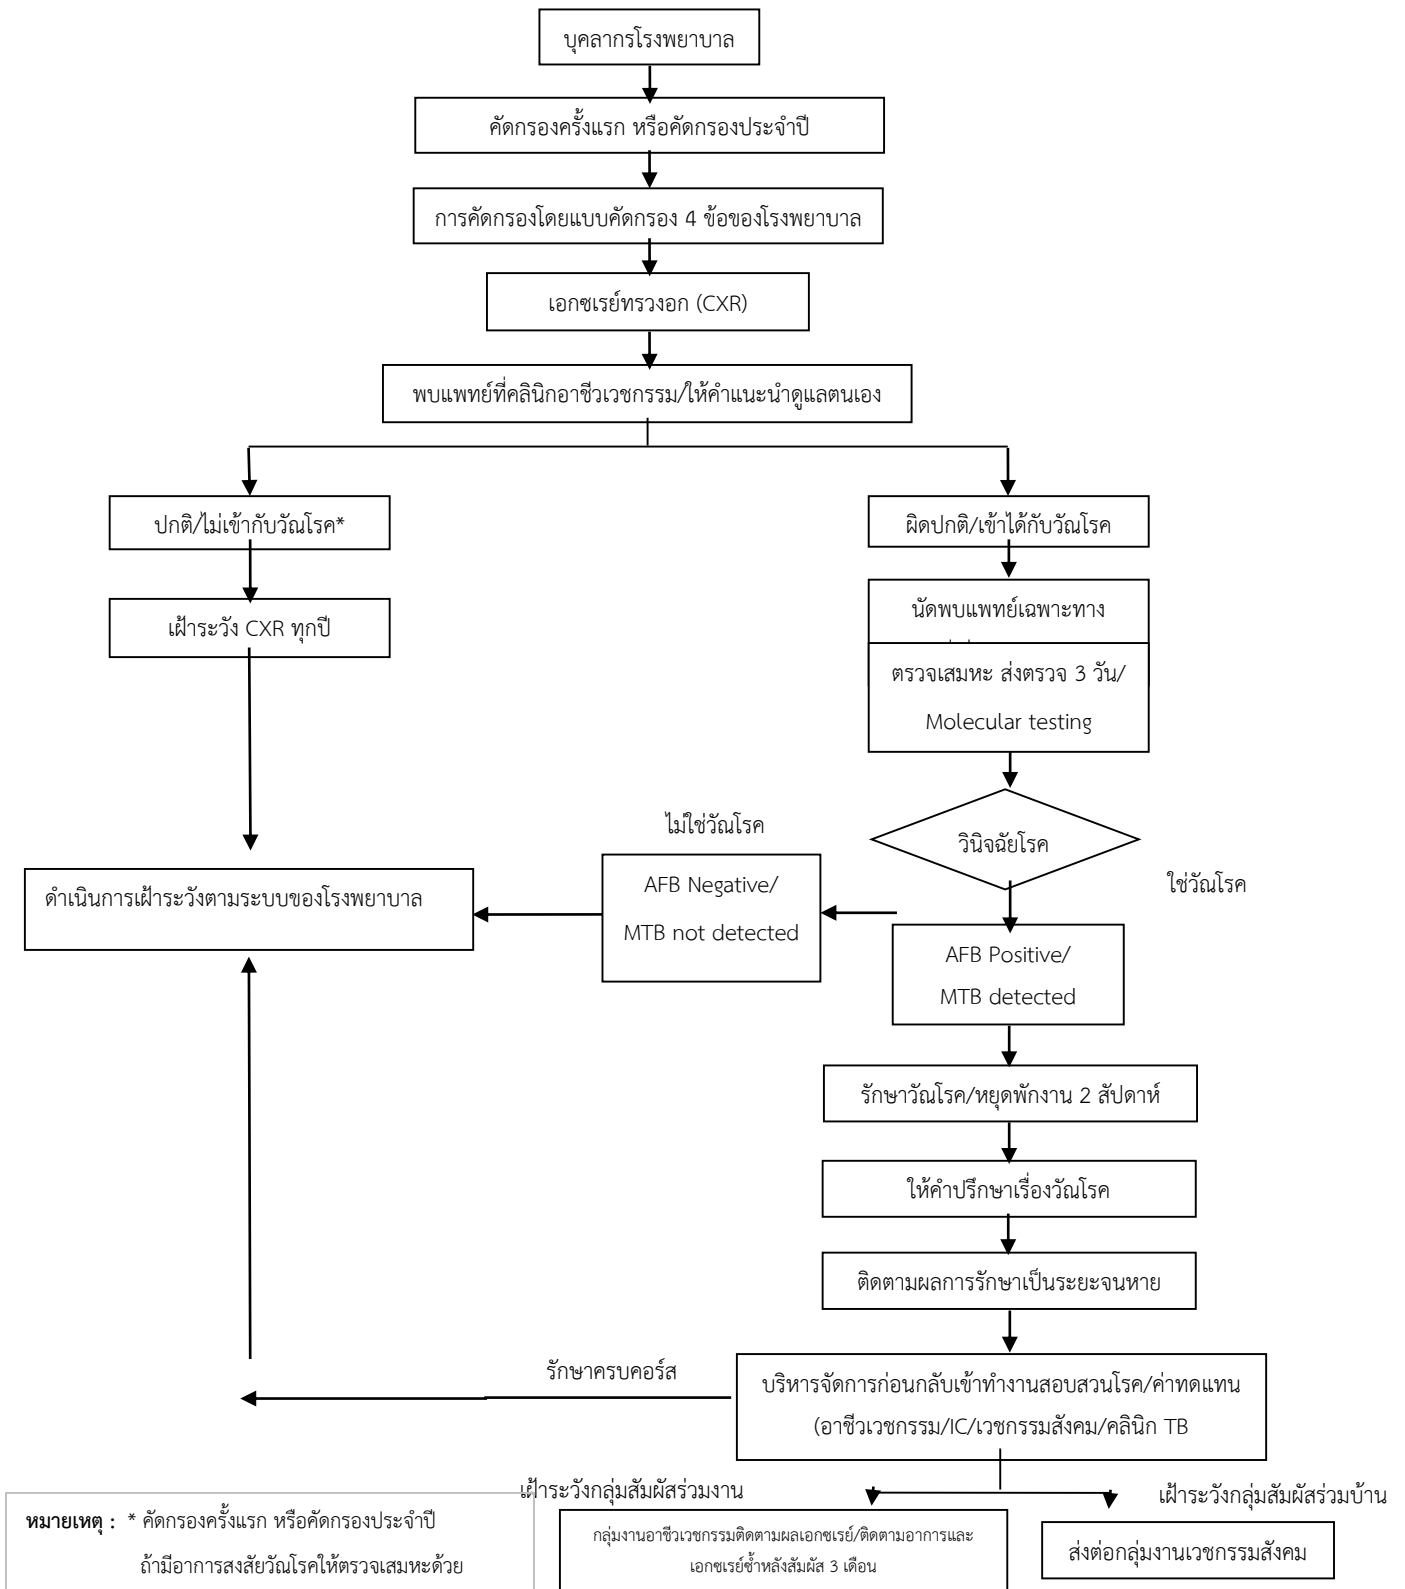 บุคลากรโรงพยาบาล
คัดกรองครั้งแรก หรือคัดกรองประจำปี
การคัดกรองโดยแบบคัดกรอง 4 ข้อของโรงพยาบาล
เอกซเรย์ทรวงอก (CXR)
พบแพทย์ที่คลินิกอาชีวเวชกรรม/ให้คำแนะนำดูแลตนเอง
ปกติ/ไม่เข้ากับวัณโรค*
ผิดปกติ/เข้าได้กับวัณโรค
เฝ้าระวัง CXR ทุกปี
นัดพบแพทย์เฉพาะทาง
ตรวจเสมหะ ส่งตรวจ 3 วัน/
Molecular testing
วินิจฉัยโรค
ไม่ใช่วัณโรค
ใช่วัณโรค
ดำเนินการเฝ้าระวังตามระบบของโรงพยาบาล
AFB Negative/
MTB not detected
AFB Positive/
MTB detected
รักษาวัณโรค/หยุดพักงาน 2 สัปดาห์
ให้คำปรึกษาเรื่องวัณโรค
ติดตามผลการรักษาเป็นระยะจนหาย
รักษาครบคอร์ส
บริหารจัดการก่อนกลับเข้าทำงานสอบสวนโรค/ค่าทดแทน
(อาชีวเวชกรรม/IC/เวชกรรมสังคม/คลินิก TB
เฝ้าระวังกลุ่มสัมผัสร่วมงาน
เฝ้าระวังกลุ่มสัมผัสร่วมบ้าน
กลุ่มงานอาชีวเวชกรรมติดตามผลเอกซเรย์/ติดตามอาการและ
เอกซเรย์ซ้ำหลังสัมผัส 3 เดือน
ส่งต่อกลุ่มงานเวชกรรมสังคม
หมายเหตุ : * คัดกรองครั้งแรก หรือคัดกรองประจำปี
ถ้ามีอาการสงสัยวัณโรคให้ตรวจเสมหะด้วย